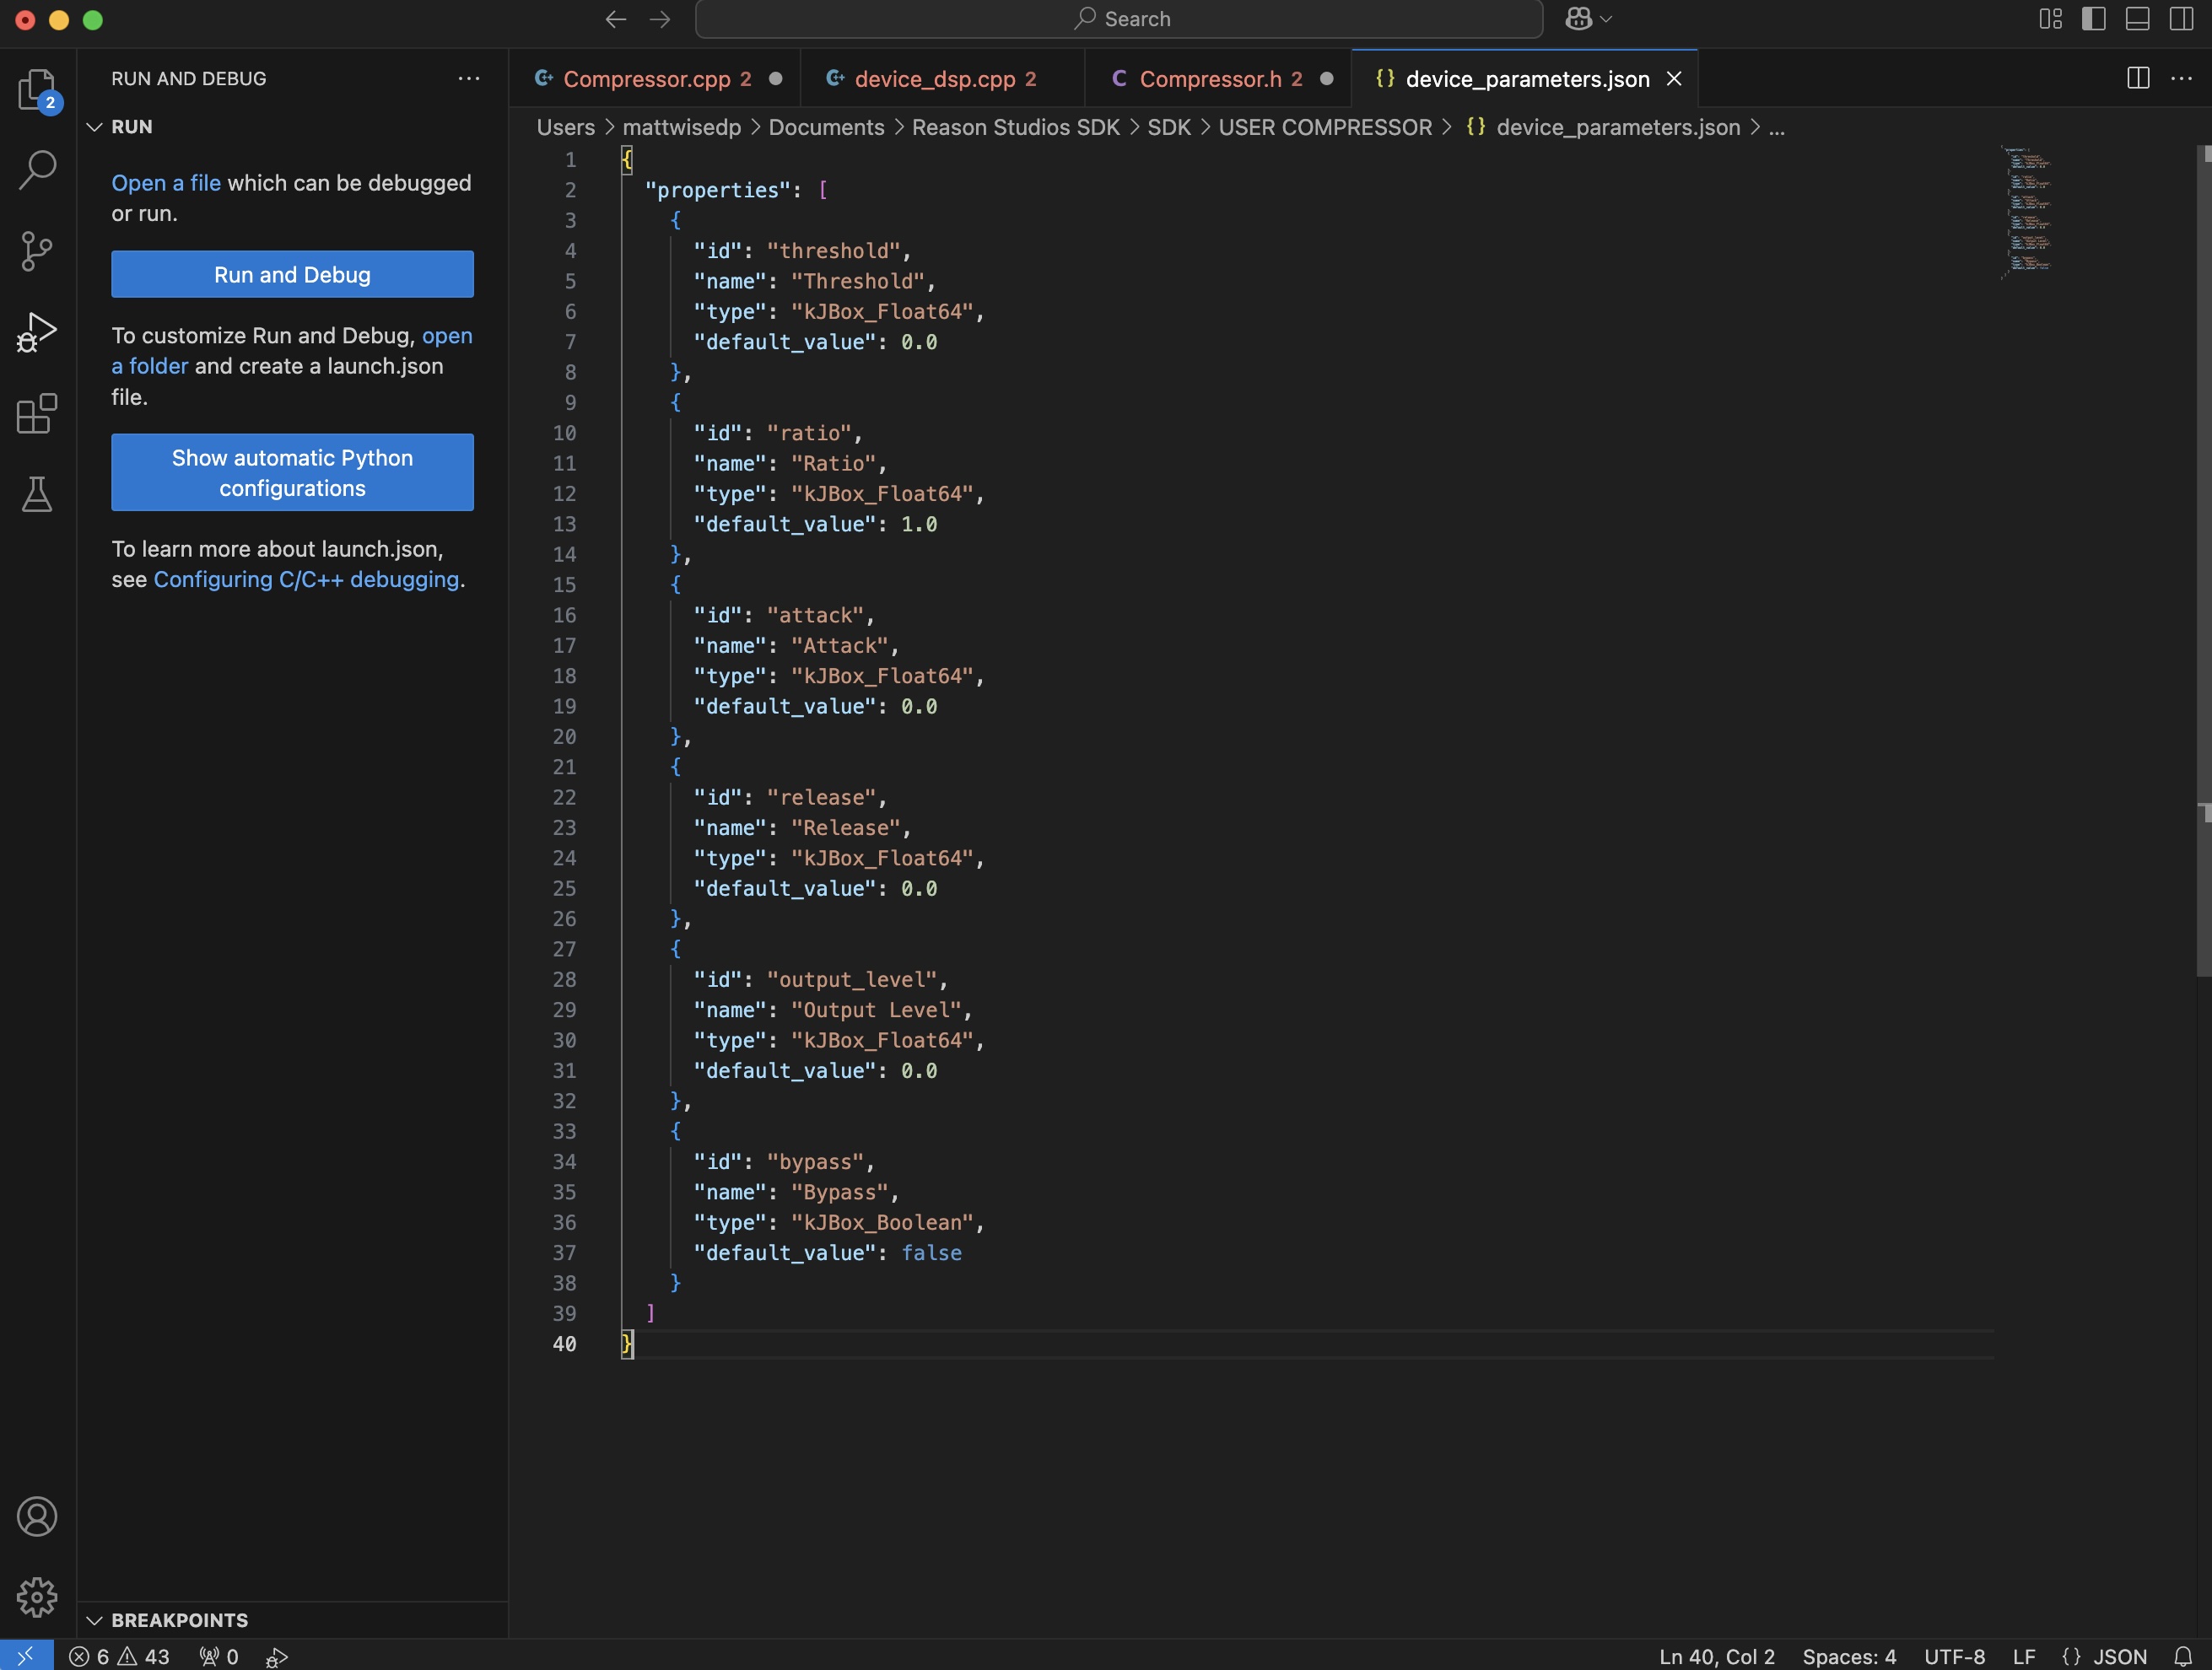 Search
RUN AND DEBUG
···
Compressor.cpp 2
device_dsp.cpp 2
Compressor.h 2
{} device_parameters.json
2
RUN
Users > mattwisedp > Documents > Reason Studios SDK > SDK > USER COMPRESSOR > {} device_parameters.json > ...
Open a file which can be debugged
or run.
Run and Debug
To customize Run and Debug, open
a folder and create a launch.json
file.
Show automatic Python
configurations
To learn more about launch.json,
see Configuring C/C++ debugging.
1 {
2 "properties": [
3 {
4 "id": "threshold",
5 "name": "Threshold",
6 "type": "kJBox_Float64",
7 "default_value": 0.0
8 },
9 {
10 "id": "ratio",
11 "name": "Ratio",
12 "type": "kJBox_Float64",
13 "default_value": 1.0
14 },
15 {
16 "id": "attack",
17 "name": "Attack",
18 "type": "kJBox_Float64",
19 "default_value": 0.0
20 },
21 {
22 "id": "release",
23 "name": "Release",
24 "type": "kJBox_Float64",
25 "default_value": 0.0
26 },
27 {
28 "id": "output_level",
29 "name": "Output Level",
30 "type": "kJBox_Float64",
31 "default_value": 0.0
32 },
33 {
34 "id": "bypass",
35 "name": "Bypass",
36 "type": "kJBox_Boolean",
37 "default_value": false
38 }
39 ]
40 }
BREAKPOINTS
6 43 0
Ln 40, Col 2 Spaces: 4 UTF-8 LF {} JSON